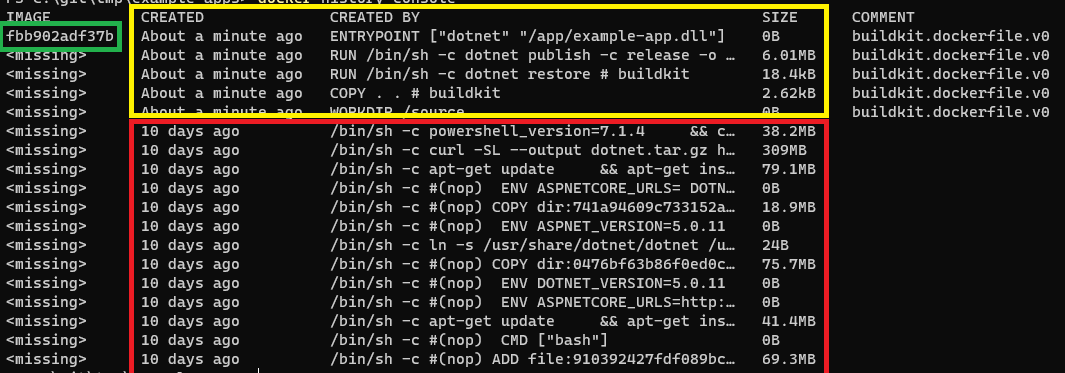 docker history console
IMAGE CREATED CREATED BY SIZE COMMENT
fbb902adf37b About a minute ago ENTRYPOINT ["dotnet" "/app/example-app.dll"] 0B buildkit.dockerfile.v0
<missing> About a minute ago RUN /bin/sh -c dotnet publish -c release -o … 6.01MB buildkit.dockerfile.v0
<missing> About a minute ago RUN /bin/sh -c dotnet restore # buildkit 18.4kB buildkit.dockerfile.v0
<missing> About a minute ago COPY . . # buildkit 2.62kB buildkit.dockerfile.v0
<missing> About a minute ago WORKDIR /source 0B buildkit.dockerfile.v0
<missing> 10 days ago /bin/sh -c powershell_version=7.1.4 && c… 38.2MB
<missing> 10 days ago /bin/sh -c curl -SL --output dotnet.tar.gz h… 309MB
<missing> 10 days ago /bin/sh -c apt-get update && apt-get ins… 79.1MB
<missing> 10 days ago /bin/sh -c #(nop) ENV ASPNETCORE_URLS= DOTN… 0B
<missing> 10 days ago /bin/sh -c #(nop) COPY dir:741a94609c733152a… 18.9MB
<missing> 10 days ago /bin/sh -c #(nop) ENV ASPNET_VERSION=5.0.11 0B
<missing> 10 days ago /bin/sh -c ln -s /usr/share/dotnet/dotnet /u… 24B
<missing> 10 days ago /bin/sh -c #(nop) COPY dir:0476bf63b86f0ed0c… 75.7MB
<missing> 10 days ago /bin/sh -c #(nop) ENV DOTNET_VERSION=5.0.11 0B
<missing> 10 days ago /bin/sh -c #(nop) ENV ASPNETCORE_URLS=http:… 0B
<missing> 10 days ago /bin/sh -c apt-get update && apt-get ins… 41.4MB
<missing> 10 days ago /bin/sh -c #(nop) CMD ["bash"] 0B
<missing> 10 days ago /bin/sh -c #(nop) ADD file:910392427fdf089bc… 69.3MB